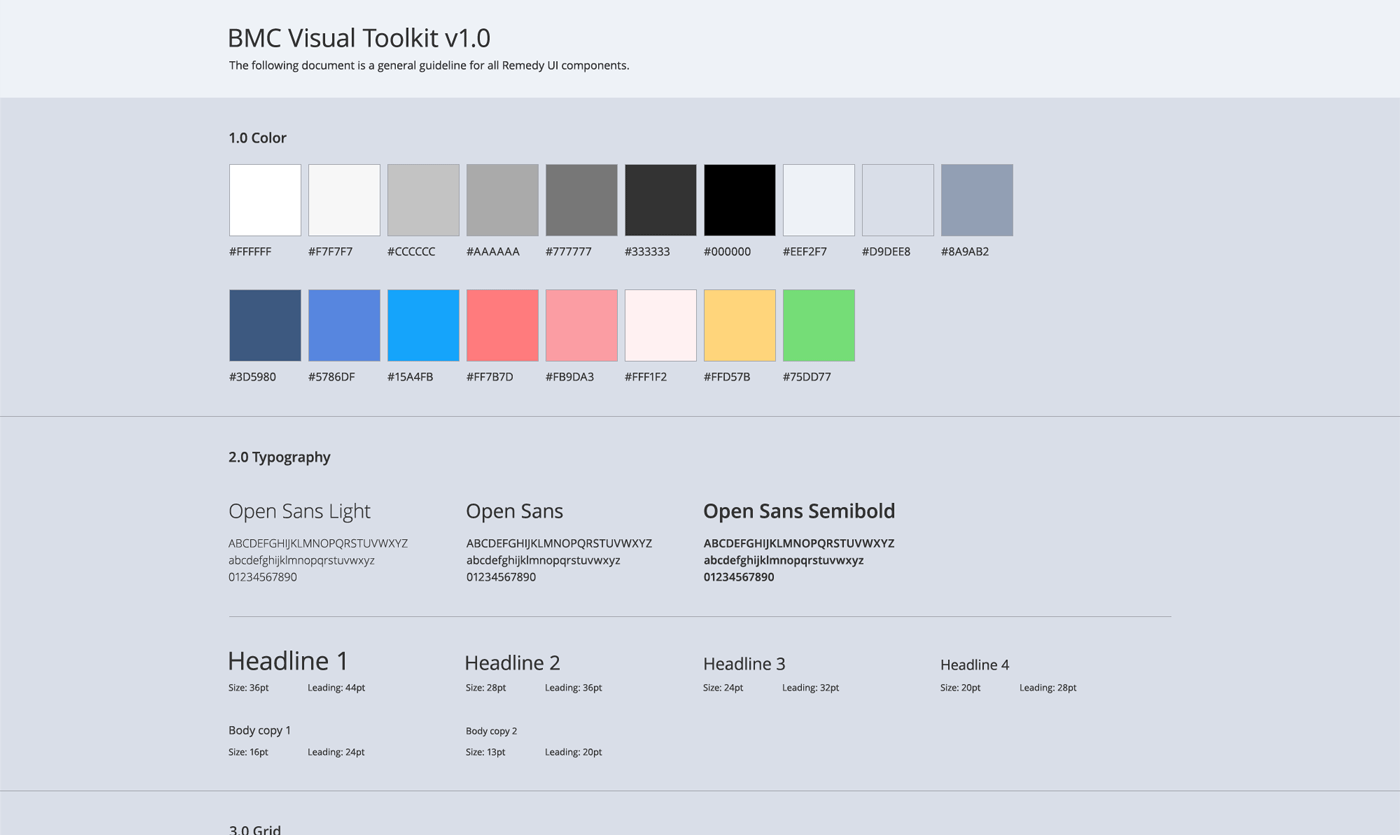 BMC Visual Toolkit v1.0
The following document is a general guideline for all Remedy UI components.
1.0 Color
#FFFFFF #F7F7F7 #CCCCCC #AAAAAA #777777 #333333 #000000 #EEF2F7 #D9DEE8 #8A9AB2
#3D5980 #5786DF #15A4FB #FF7B7D #FB9DA3 #FFF1F2 #FFD57B #75DD77
2.0 Typography
Open Sans Light Open Sans Open Sans Semibold
ABCDEFGHIJKLMNOPQRSTUVWXYZ ABCDEFGHIJKLMNOPQRSTUVWXYZ ABCDEFGHIJKLMNOPQRSTUVWXYZ
abcdefghijklmnopqrstuvwxyz abcdefghijklmnopqrstuvwxyz abcdefghijklmnopqrstuvwxyz
01234567890 01234567890 01234567890
Headline 1 Headline 2 Headline 3 Headline 4
Size: 36pt Leading: 44pt Size: 28pt Leading: 36pt Size: 24pt Leading: 32pt Size: 20pt Leading: 28pt
Body copy 1 Body copy 2
Size: 16pt Leading: 24pt Size: 13pt Leading: 20pt
3.0 Grid